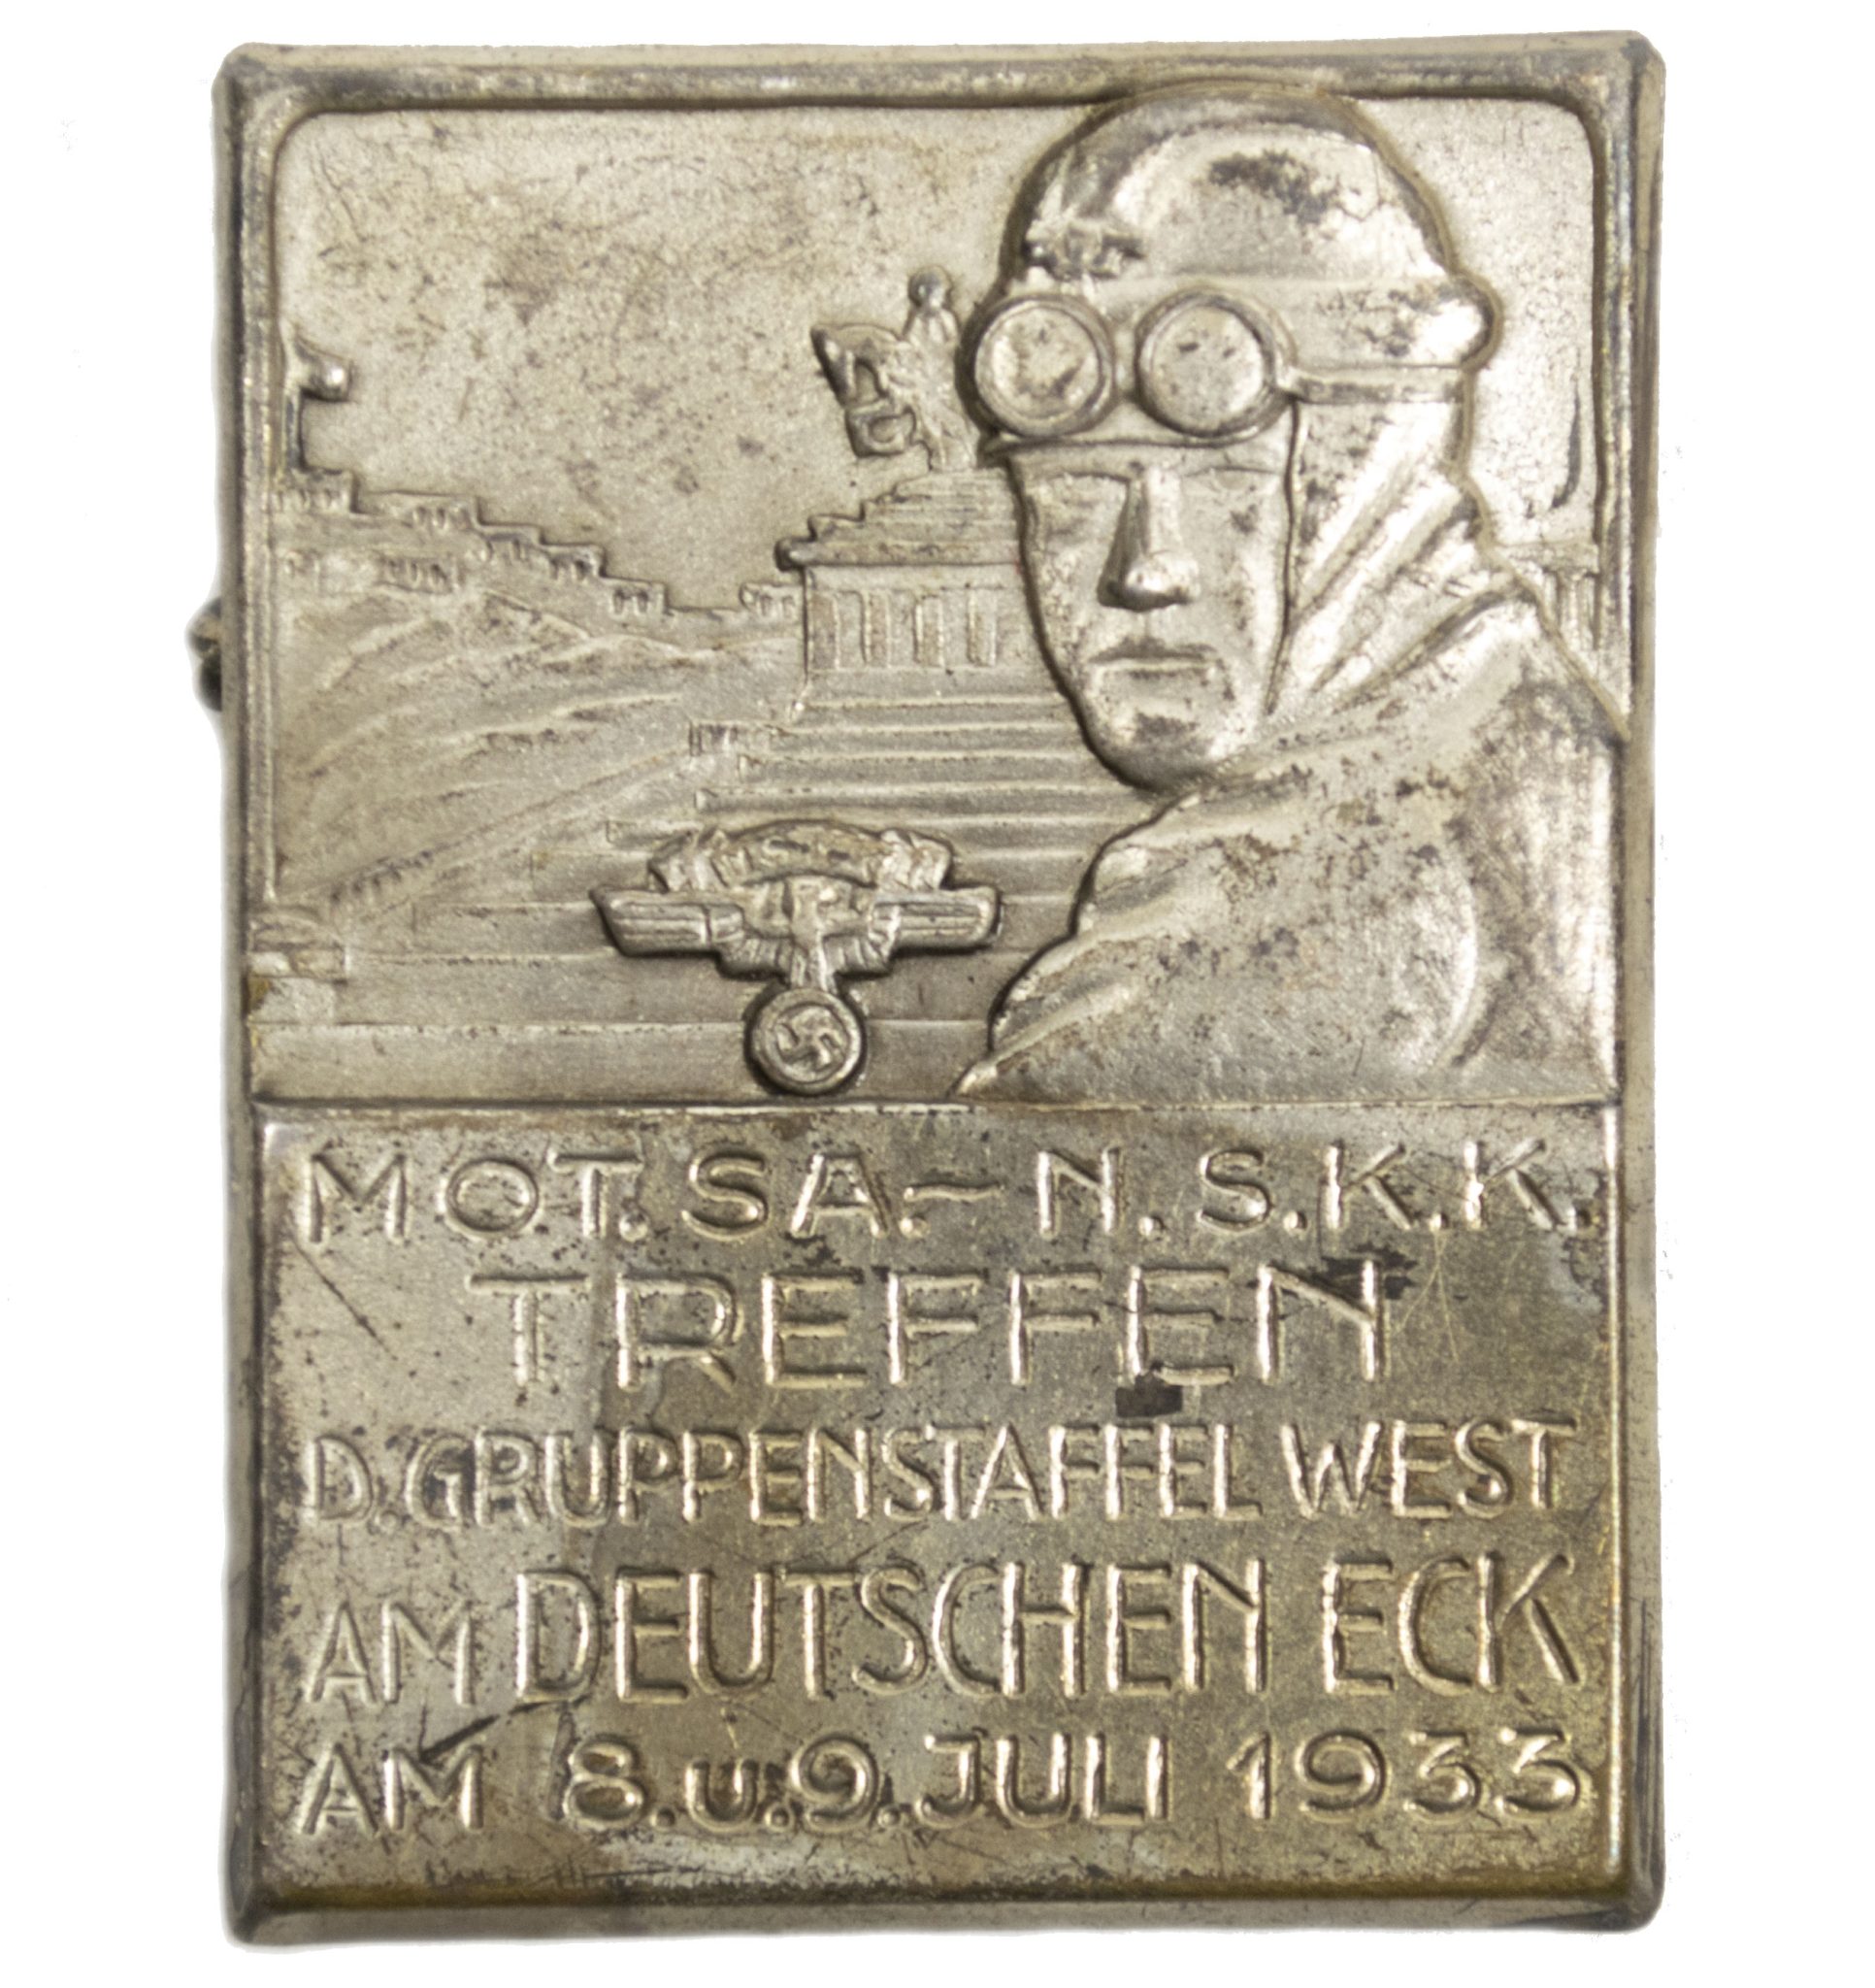 MOT. SA.- N.S.K.K.
TREFFEN
D. GRUPPENSTAFFEL WEST
AM DEUTSCHEN ECK
AM 8. u. 9. JULI 1933